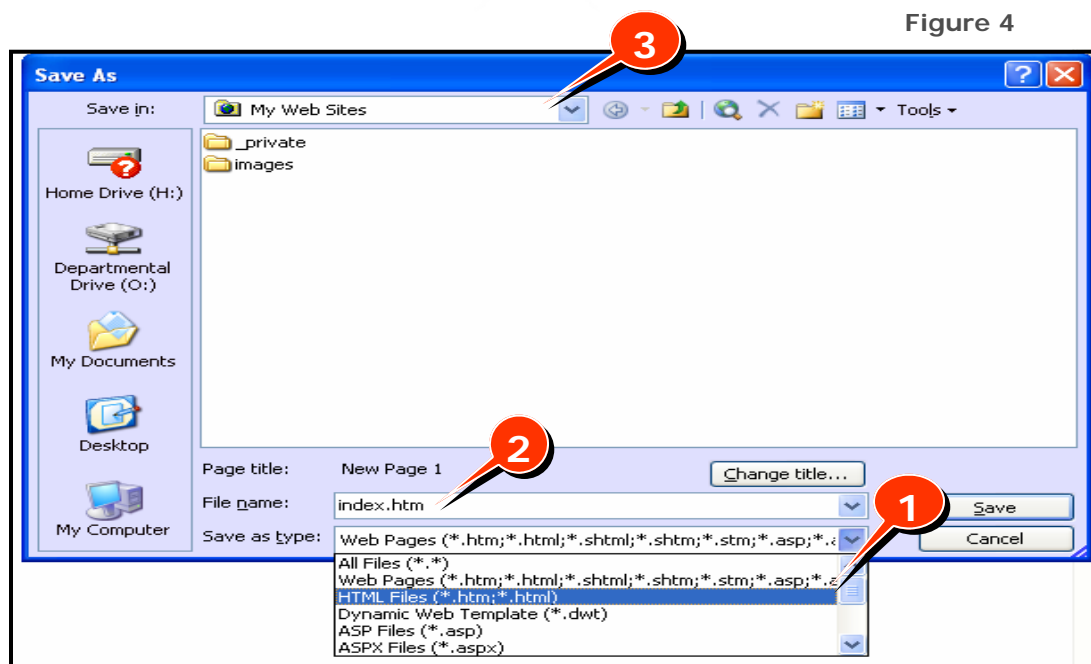 Figure 4
3
Save As
Save in:
My Web Sites
Tools
_private
images
Home Drive (H:)
Departmental
Drive (O:)
My Documents
Desktop
My Computer
2
Page title:
New Page 1
Change title...
File name:
index.htm
1
Save
Save as type:
Web Pages (*.htm;*.html;*.shtml;*.shtm;*.stm;*.asp;*.
Cancel
All Files (*.*)
Web Pages (*.htm;*.html;*.shtml;*.shtm;*.stm;*.asp;*.a
HTML Files (*.htm;*.html)
Dynamic Web Template (*.dwt)
ASP Files (*.asp)
ASPX Files (*.aspx)